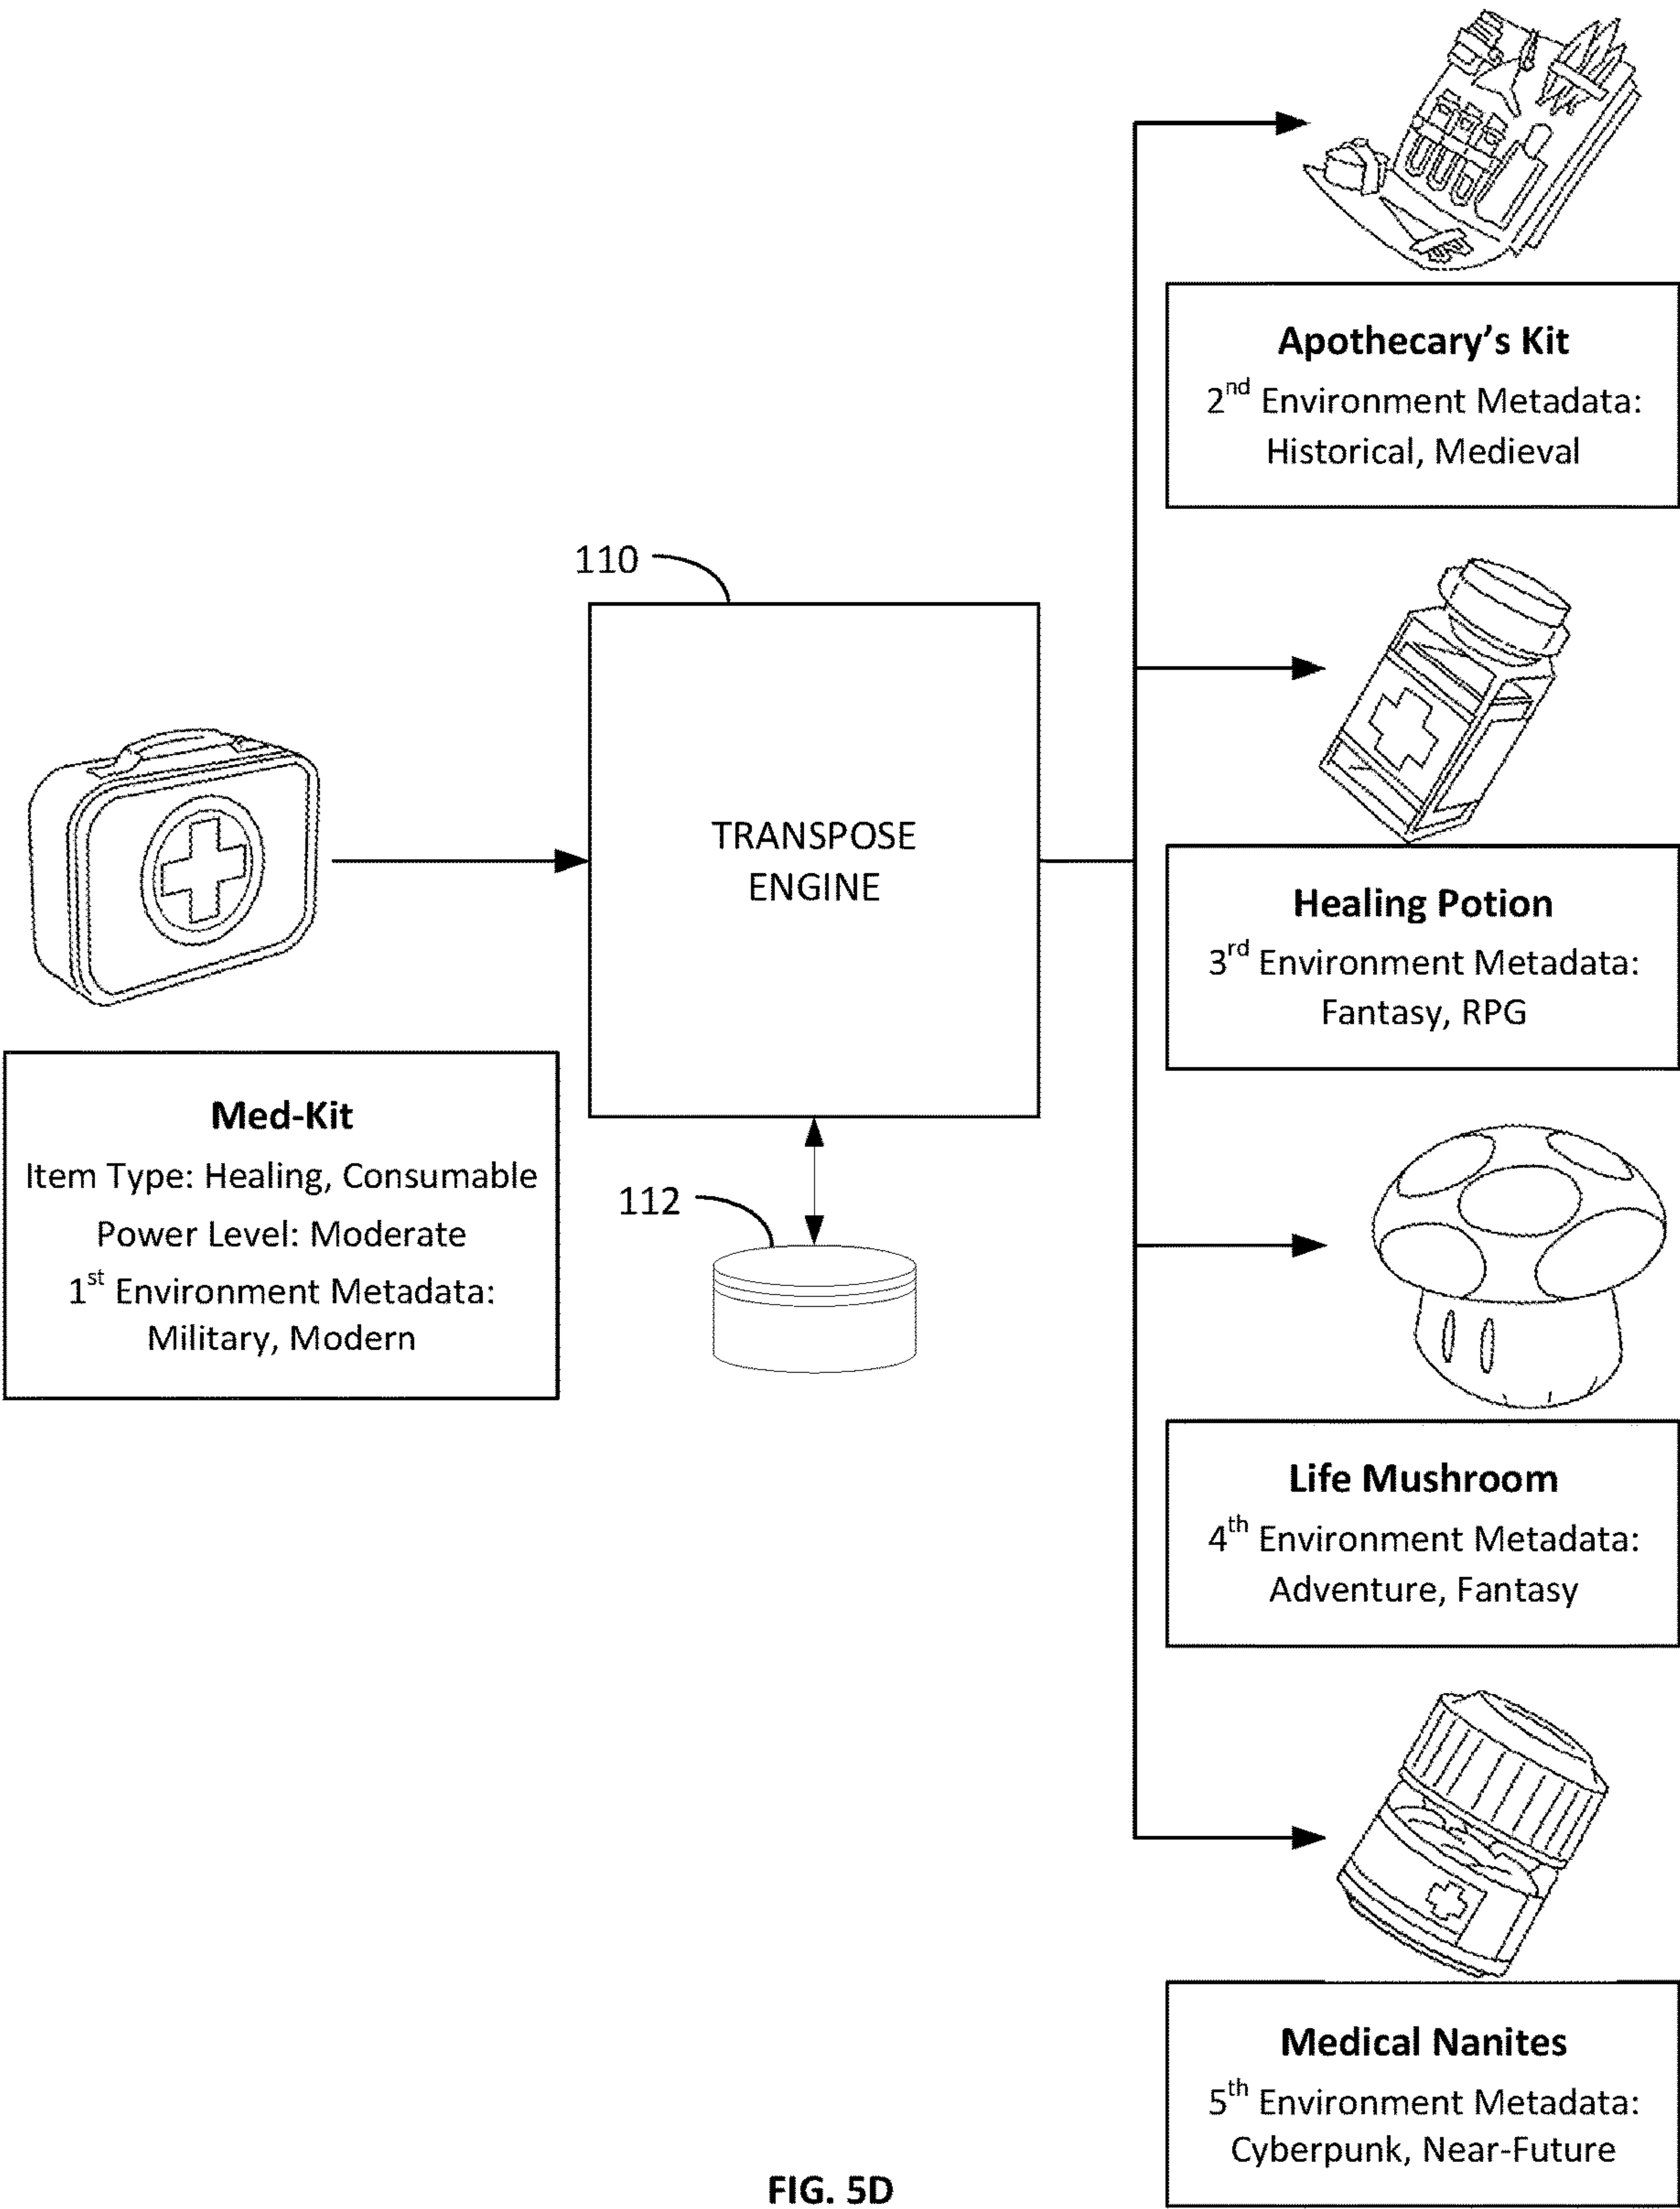 Apothecary's Kit
2nd Environment Metadata:
Historical, Medieval
110
TRANSPOSE
ENGINE
Healing Potion
3rd Environment Metadata:
Fantasy, RPG
Med-Kit
Item Type: Healing, Consumable
Power Level: Moderate
1st Environment Metadata:
Military, Modern
112
Life Mushroom
4th Environment Metadata:
Adventure, Fantasy
Medical Nanites
5th Environment Metadata:
Cyberpunk, Near-Future
FIG. 5D